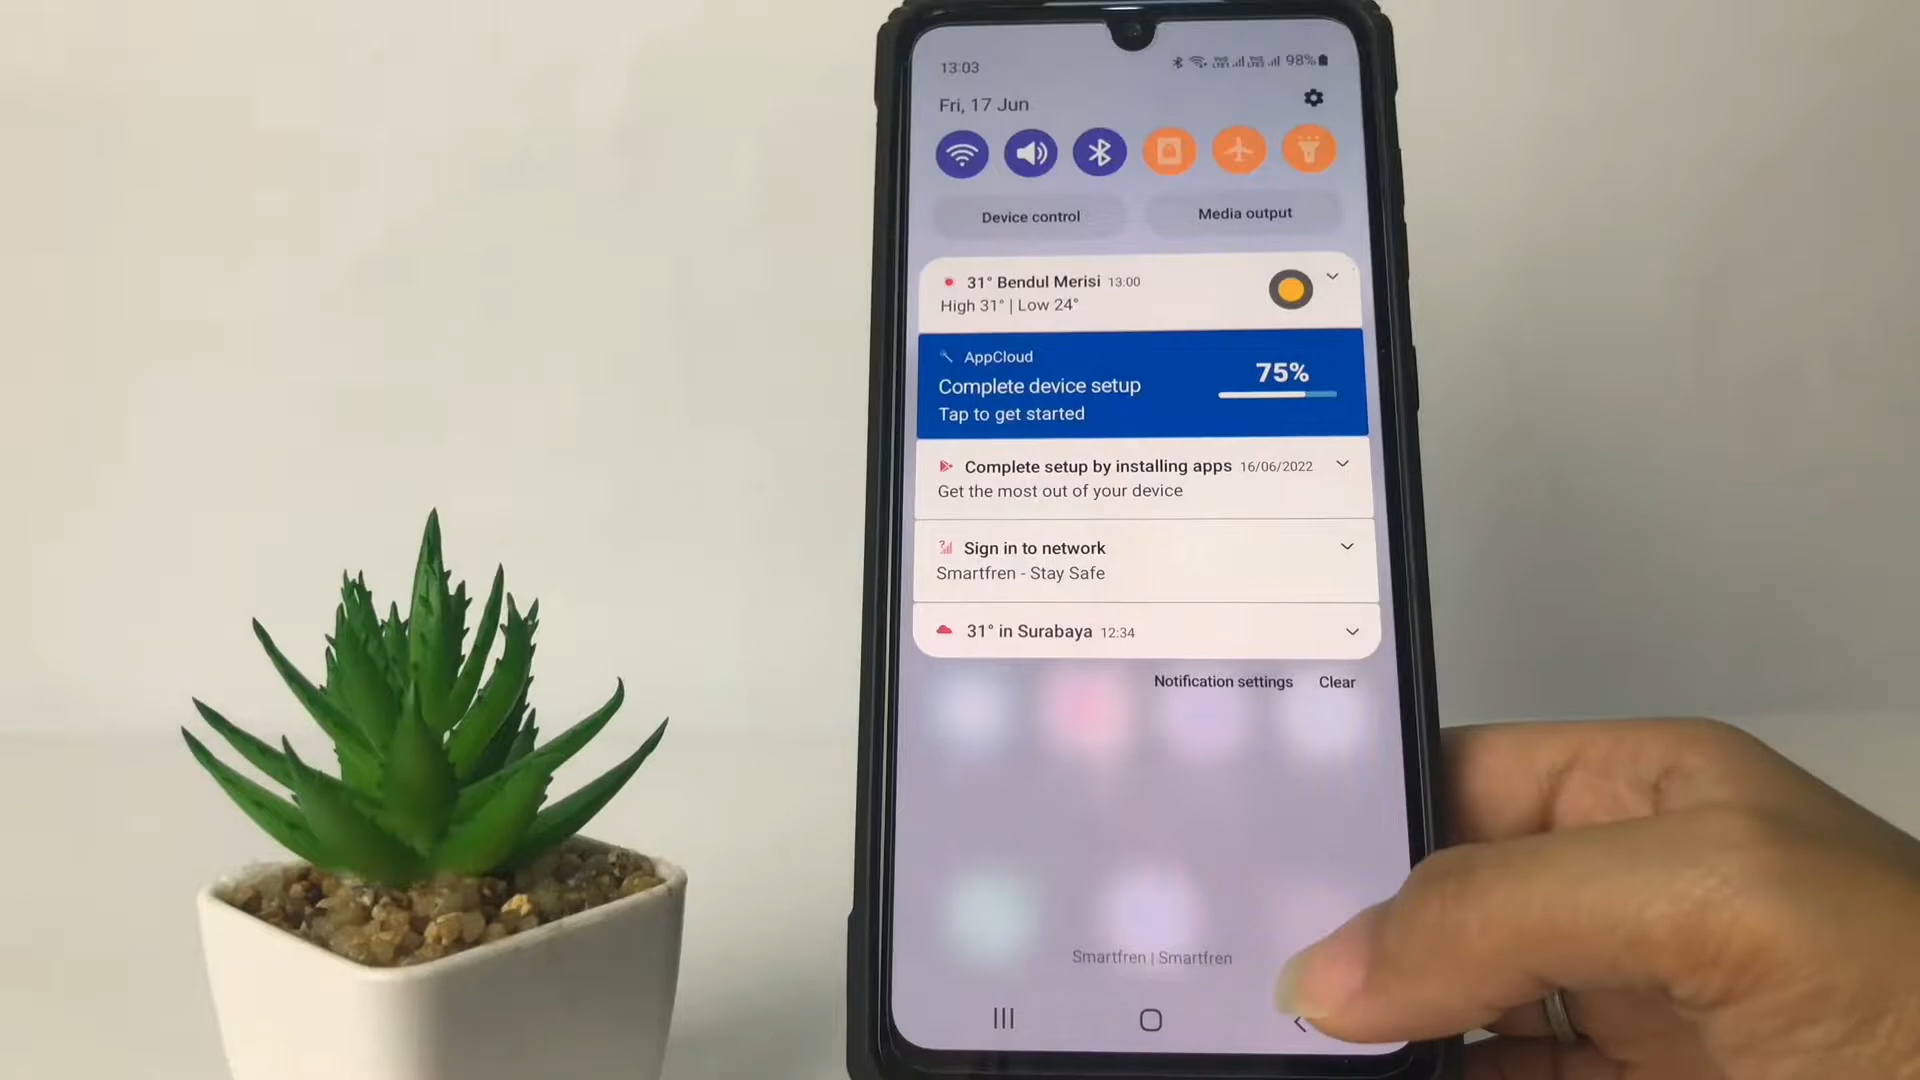 13:03
98%
Fri, 17 Jun
Device control
Media output
31° Bendul Merisi 13:00
High 31° | Low 24°
AppCloud
Complete device setup
75%
Tap to get started
Complete setup by installing apps 16/06/2022
Get the most out of your device
Sign in to network
Smartfren - Stay Safe
31° in Surabaya 12:34
Notification settings
Clear
Smartfren | Smartfren